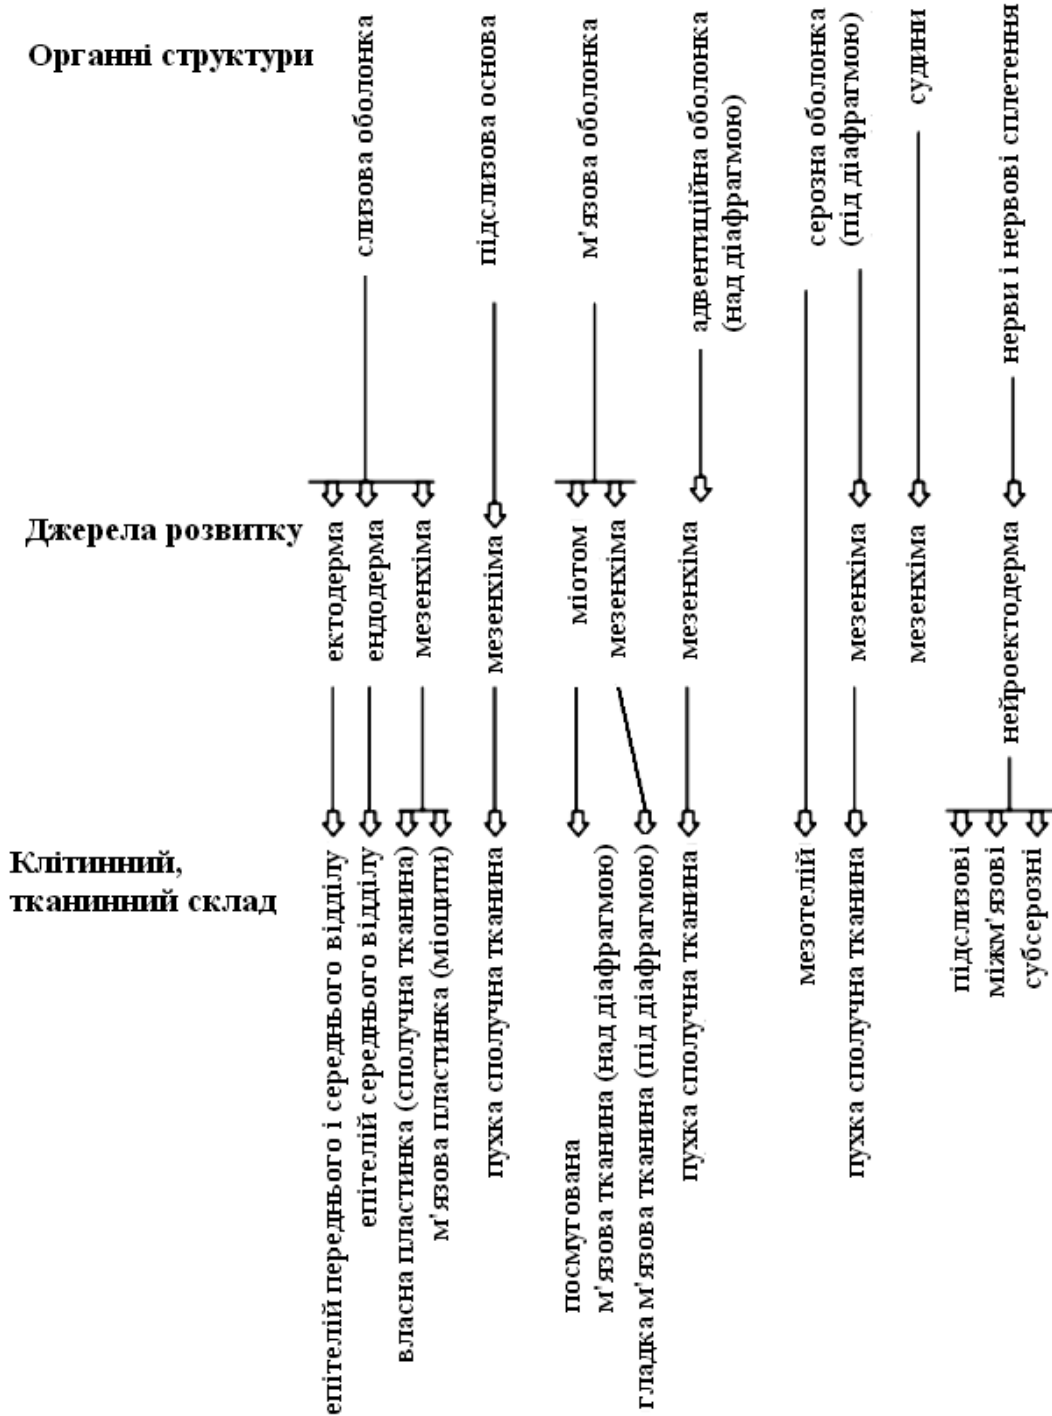 Органні структури
слизова оболонка
підслизова основа
м'язова оболонка
адвентиційна оболонка
(над діафрагмою)
серозна оболонка
(під діафрагмою)
судини
нерви і нервові сплетення
Джерела розвитку
ектодерма
ендодерма
мезенхіма
мезенхіма
міотом
мезенхіма
мезенхіма
мезенхіма
мезенхіма
нейроектодерма
Клітинний,
тканинний склад
епітелій переднього і середнього відділу
епітелій середнього відділу
власна пластинка (сполучна тканина)
м'язова пластинка (міоцити)
пухка сполучна тканина
посмугована
м'язова тканина (над діафрагмою)
гладка м'язова тканина (під діафрагмою)
пухка сполучна тканина
мезотелій
пухка сполучна тканина
підслизові
міжм'язові
субсерозні